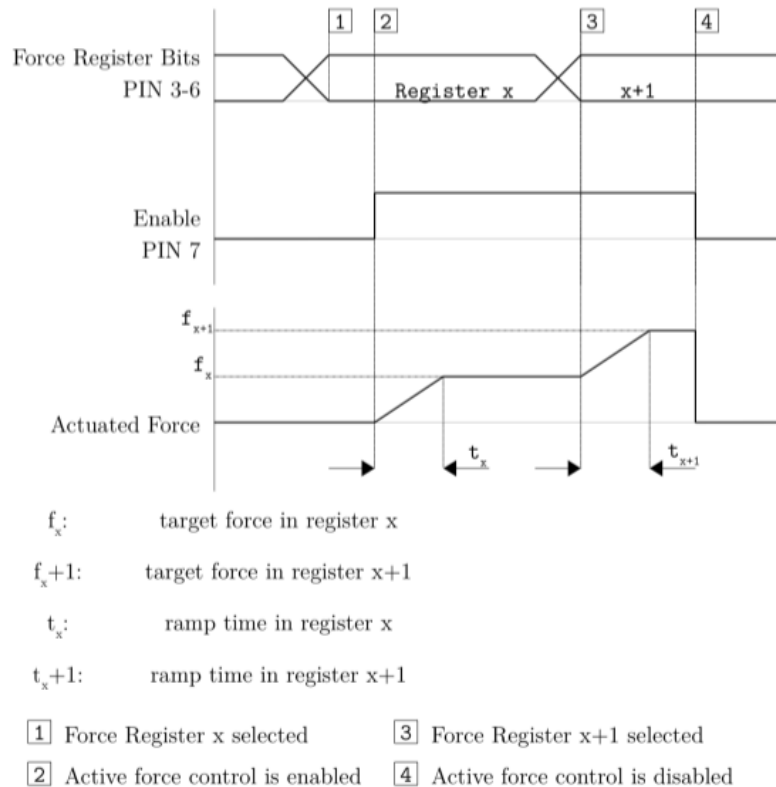 1 2 3 4
Force Register Bits
PIN 3-6
Register x x+1
Enable
PIN 7
fx+1
fx
Actuated Force
tx tx+1
fx: target force in register x
fx+1: target force in register x+1
tx: ramp time in register x
tx+1: ramp time in register x+1
1 Force Register x selected 3 Force Register x+1 selected
2 Active force control is enabled 4 Active force control is disabled